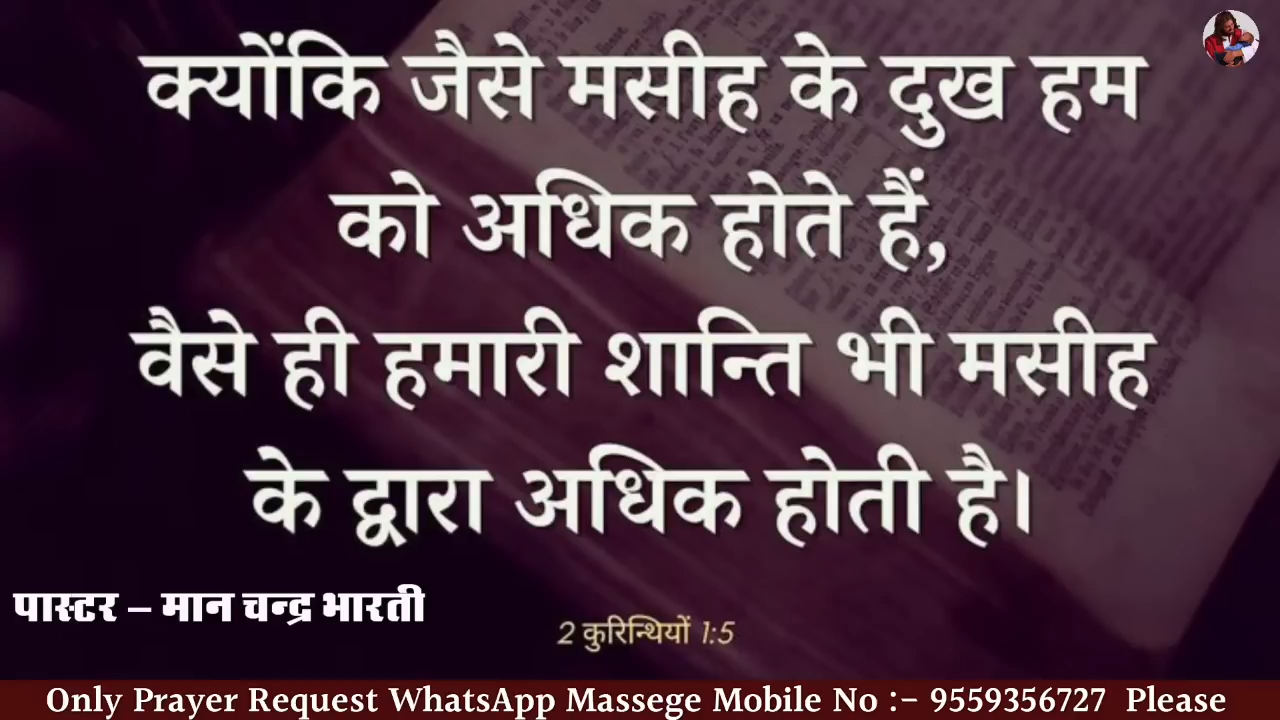 क्योंकि जैसे मसीह के दुख हम
को अधिक होते हैं,
वैसे ही हमारी शान्ति भी मसीह
के द्वारा अधिक होती है।
पास्टर – मान चन्द्र भारती
2 कुरिन्थियों 1:5
Only Prayer Request WhatsApp Massege Mobile No :- 9559356727 Please